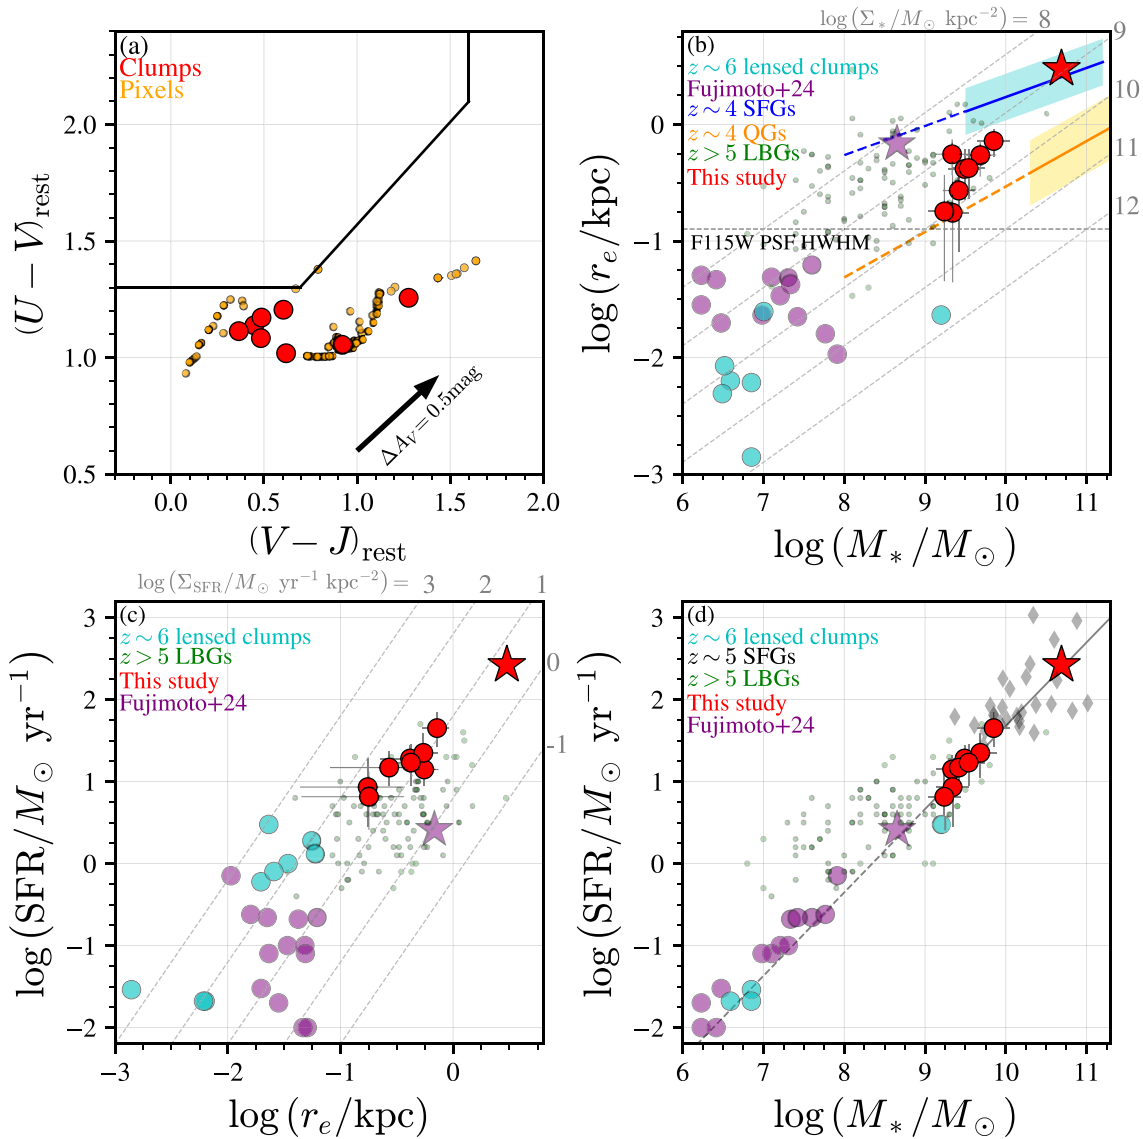 log (Σ∗/M⊙ kpc−2) = 8
9
10
11
12
(a)
Clumps
Pixels
ΔAV = 0.5mag
2.0
1.5
1.0
0.5
0.0
0.5
1.0
1.5
2.0
(U − V)rest
(V − J)rest
(b)
z ∼ 6 lensed clumps
Fujimoto+24
z ∼ 4 SFGs
z ∼ 4 QGs
z > 5 LBGs
This study
F115W PSF HWHM
0
−1
−2
−3
6
7
8
9
10
11
log (re/kpc)
log (M∗/M⊙)
log (ΣSFR/M⊙ yr−1 kpc−2) =
3
2
1
0
-1
(c)
z ∼ 6 lensed clumps
z > 5 LBGs
This study
Fujimoto+24
3
2
1
0
−1
−2
−3
−2
−1
0
log (SFR/M⊙ yr−1)
log (re/kpc)
(d)
z ∼ 6 lensed clumps
z ∼ 5 SFGs
z > 5 LBGs
This study
Fujimoto+24
3
2
1
0
−1
−2
6
7
8
9
10
11
log (SFR/M⊙ yr−1)
log (M∗/M⊙)